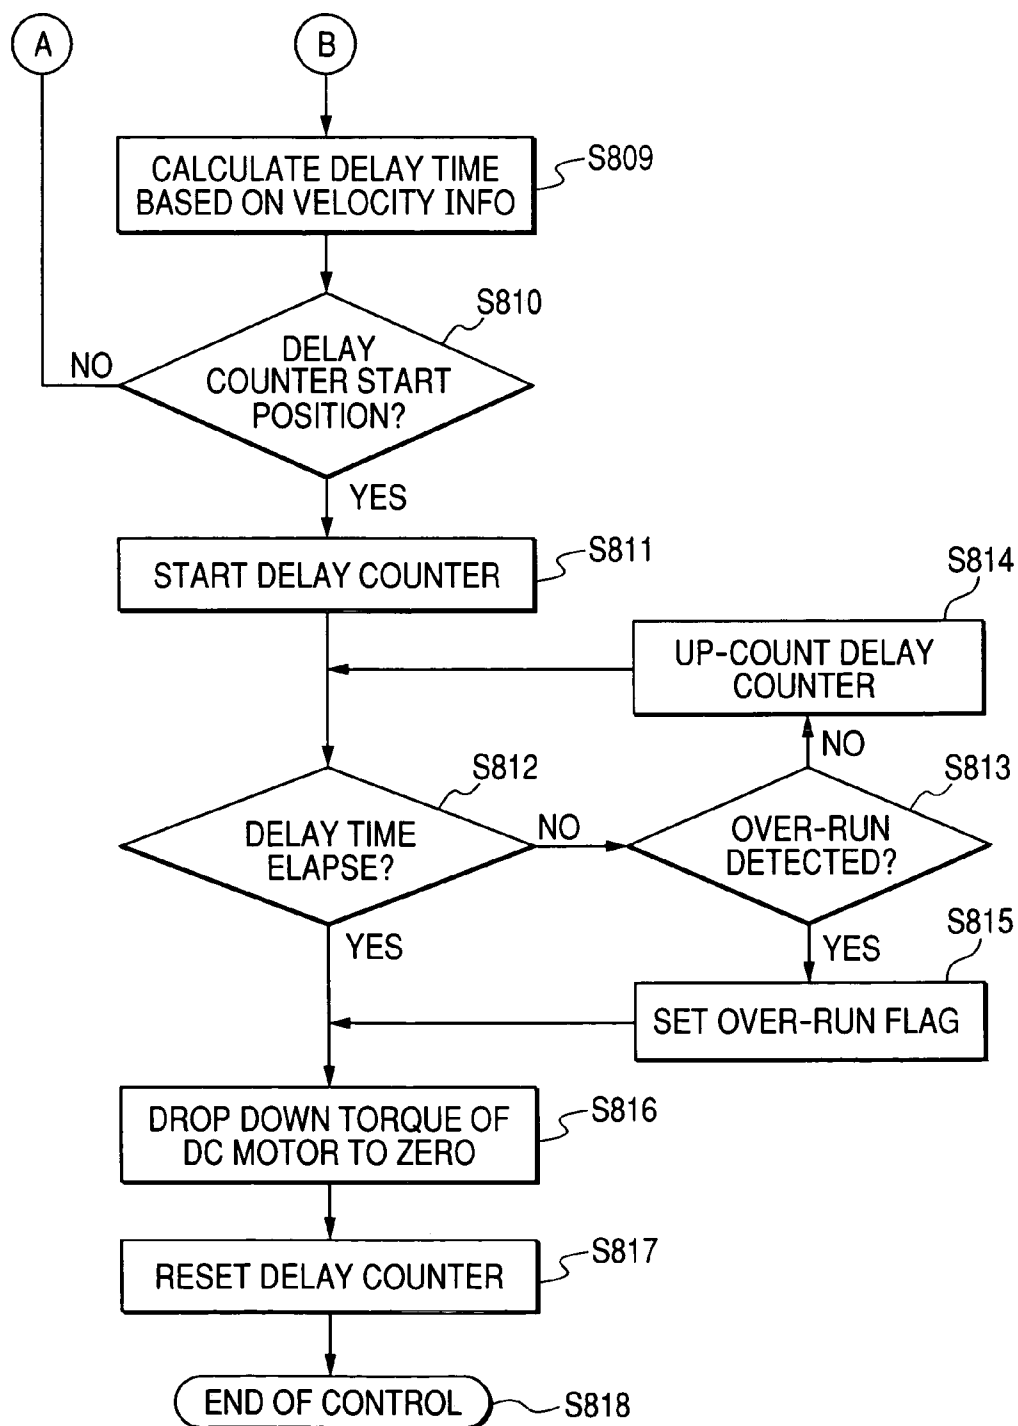 A
B
CALCULATE DELAY TIME
BASED ON VELOCITY INFO
S809
DELAY
COUNTER START
POSITION?
S810
NO
YES
START DELAY COUNTER
S811
UP-COUNT DELAY
COUNTER
S814
NO
DELAY TIME
ELAPSE?
S812
NO
OVER-RUN
DETECTED?
S813
YES
YES
SET OVER-RUN FLAG
S815
DROP DOWN TORQUE OF
DC MOTOR TO ZERO
S816
RESET DELAY COUNTER
S817
END OF CONTROL
S818